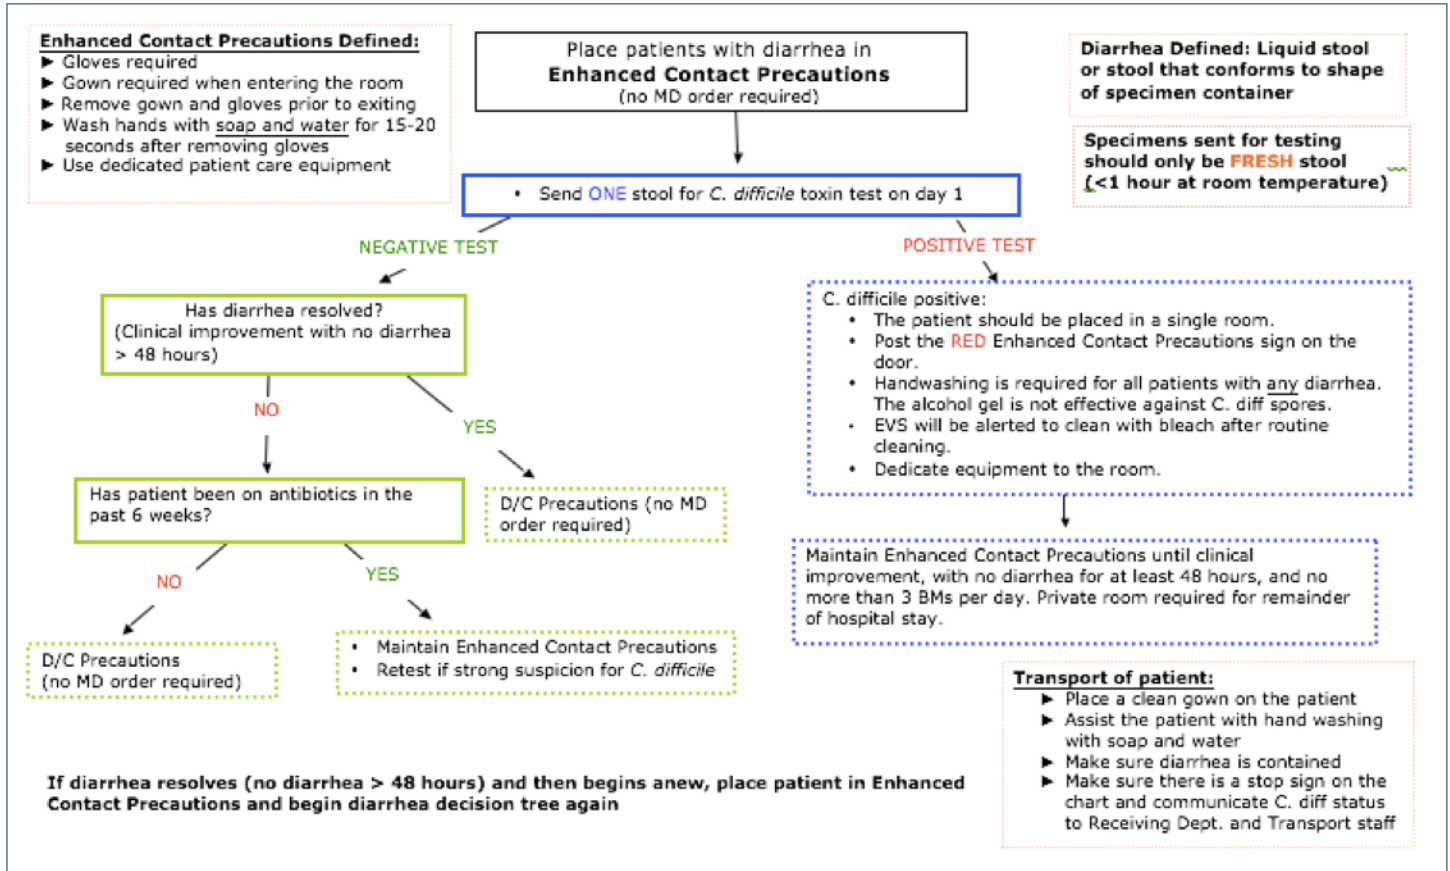 Enhanced Contact Precautions Defined:
► Gloves required
► Gown required when entering the room
► Remove gown and gloves prior to exiting
► Wash hands with soap and water for 15-20
seconds after removing gloves
► Use dedicated patient care equipment
Place patients with diarrhea in
Enhanced Contact Precautions
(no MD order required)
Diarrhea Defined: Liquid stool
or stool that conforms to shape
of specimen container
Specimens sent for testing
should only be FRESH stool
(<1 hour at room temperature)
• Send ONE stool for C. difficile toxin test on day 1
NEGATIVE TEST
POSITIVE TEST
Has diarrhea resolved?
(Clinical improvement with no diarrhea
> 48 hours)
NO
YES
Has patient been on antibiotics in the
past 6 weeks?
D/C Precautions (no MD
order required)
NO
YES
D/C Precautions
(no MD order required)
• Maintain Enhanced Contact Precautions
• Retest if strong suspicion for C. difficile
C. difficile positive:
• The patient should be placed in a single room.
• Post the RED Enhanced Contact Precautions sign on the
door.
• Handwashing is required for all patients with any diarrhea.
The alcohol gel is not effective against C. diff spores.
• EVS will be alerted to clean with bleach after routine
cleaning.
• Dedicate equipment to the room.
Maintain Enhanced Contact Precautions until clinical
improvement, with no diarrhea for at least 48 hours, and no
more than 3 BMs per day. Private room required for remainder
of hospital stay.
Transport of patient:
► Place a clean gown on the patient
► Assist the patient with hand washing
with soap and water
► Make sure diarrhea is contained
► Make sure there is a stop sign on the
chart and communicate C. diff status
to Receiving Dept. and Transport staff
If diarrhea resolves (no diarrhea > 48 hours) and then begins anew, place patient in Enhanced
Contact Precautions and begin diarrhea decision tree again